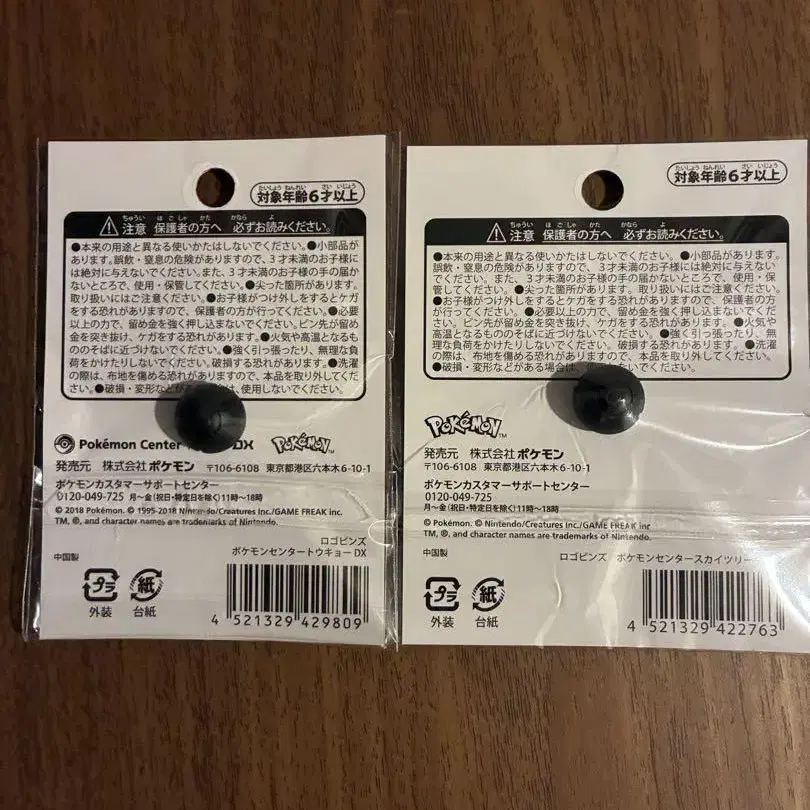 対象年齢6才以上
注意 保護者の方へ 必ずお読みください。
●本来の用途と異なる使いかたはしないでください。●小部品が
あります。誤飲・窒息の危険がありますので、3才未満のお子様に
は絶対に与えないでください。また、3才未満のお子様の手の届か
ないところで、使用・保管してください。●尖った箇所があります。
取り扱いにはご注意ください。●お子様がつけ外しをするとケガ
をする恐れがありますので、保護者の方が行ってください。●必要
以上の力で、留め金を強く押し込まないでください。ピン先が留め
金を突き抜け、ケガをする恐れがあります。●火気や高温となるも
ののそばに近づけないでください。●強く引っ張ったり、無理な負
荷をかけたりしないでください。破損する恐れがあります。●洗濯
の際は、布地を傷める恐れがありますので、本品を取り外してくだ
さい。●破損・変形など 場合は、使用しないでください。
Pokémon Center DX POKÉMON™
発売元 株式会社ポケモン
〒106-6108 東京都港区六本木6-10-1
ポケモンカスタマーサポートセンター
0120-049-725 月~金(祝日・特定日を除く)11時~18時
© 2018 Pokémon. © 1995-2018 Nintendo/Creatures Inc./GAME FREAK inc.
TM, ®, and character names are trademarks of Nintendo.
ロゴピンズ
中国製 ポケモンセンタートウキョーDX
プラ 紙
外装 台紙
4 521329 429809
対象年齢6才以上
注意 保護者の方へ 必ずお読みください。
●本来の用途と異なる使いかたはしないでください。●小部品があります。
誤飲・窒息の危険がありますので、3才未満のお子様には絶対に与えないで
ください。また、3才未満のお子様の手の届かないところで、使用・保
管してください。●尖った箇所があります。取り扱いにはご注意ください。
●お子様がつけ外しをするとケガをする恐れがありますので、保護者の方
が行ってください。●必要以上の力で、留め金を強く押し込まないでくださ
い。ピン先が留め金を突き抜け、ケガをする恐れがあります。●火気や
高温となるもののそばに近づけないでください。●強く引っ張ったり、無理
な負荷をかけたりしないでください。破損する恐れがあります。●洗濯
の際は、布地を傷める恐れがありますので、本品を取り外してください。
●破損・変形などがある場合は、 ください。
POKÉMON™
発売元 株式会社ポケモン
〒106-6108 東京都港区六本木6-10-1
ポケモンカスタマーサポートセンター
0120-049-725
月~金(祝日・特定日を除く)11時~18時
© Pokémon. © Nintendo/Creatures Inc./GAME FREAK inc.
TM, ®, and character names are trademarks of Nintendo.
中国製 ロゴピンズ ポケモンセンタースカイツリー
プラ 紙
外装 台紙
4 521329 422763